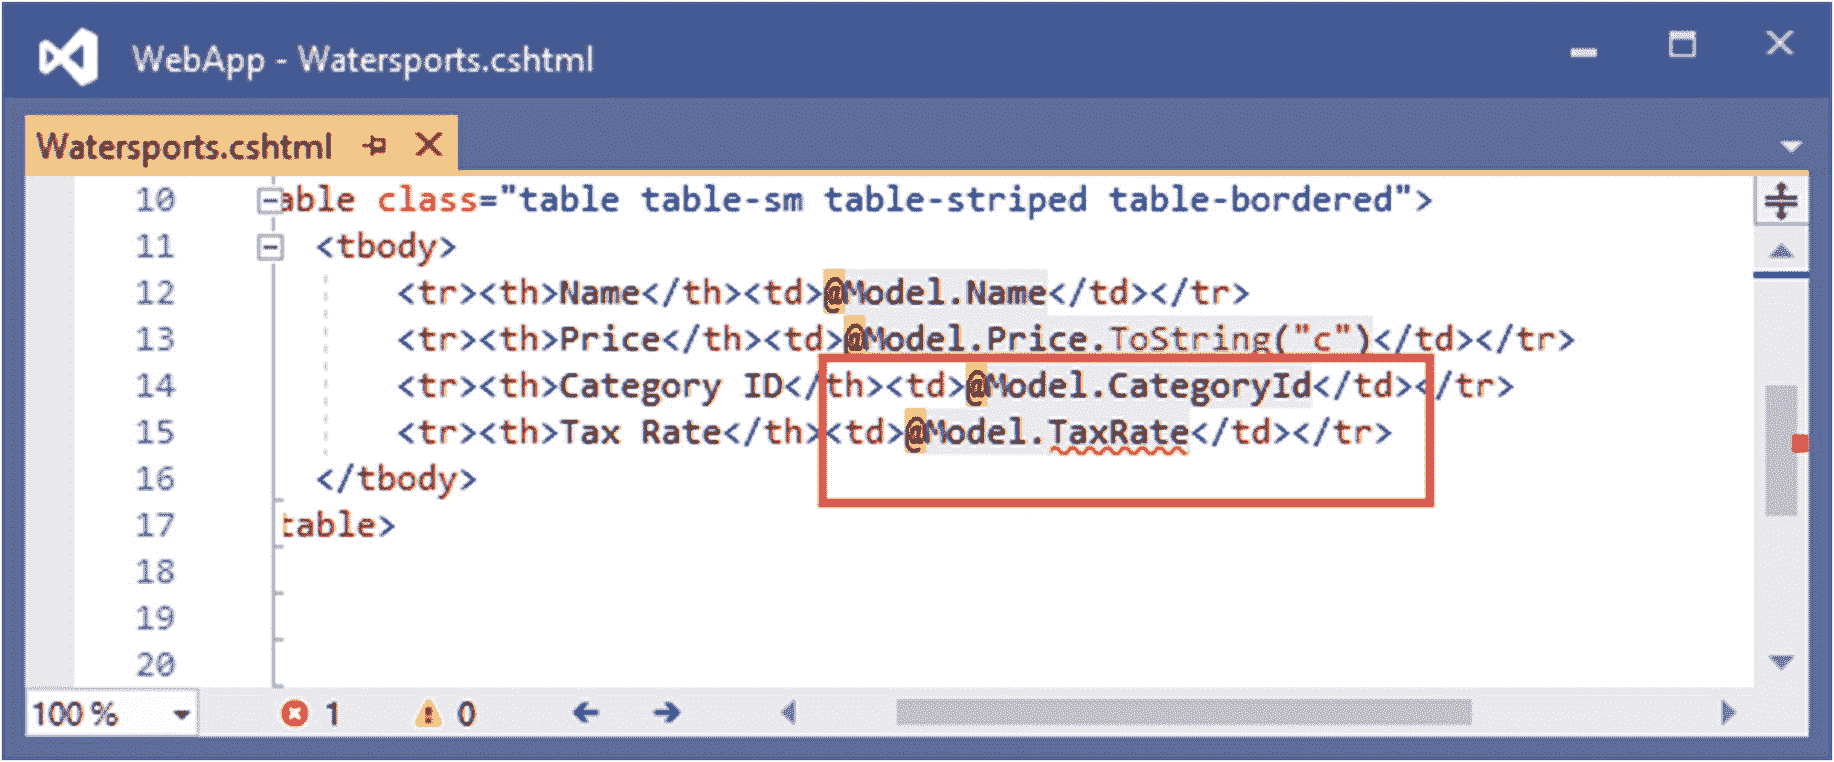 WebApp - Watersports.cshtml
Watersports.cshtml
10 able class="table table-sm table-striped table-bordered">
11 <tbody>
12 <tr><th>Name</th><td>@Model.Name</td></tr>
13 <tr><th>Price</th><td>@Model.Price.ToString("c")</td></tr>
14 <tr><th>Category ID</th><td>@Model.CategoryId</td></tr>
15 <tr><th>Tax Rate</th><td>@Model.TaxRate</td></tr>
16 </tbody>
17 table>
18
19
20
100 % 1 0